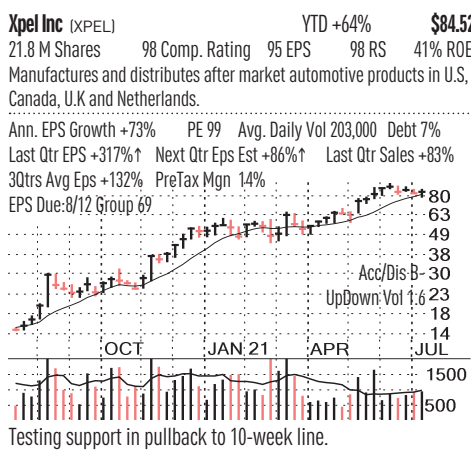 Xpel Inc (XPEL) YTD +64% $84.52
21.8 M Shares 98 Comp. Rating 95 EPS 98 RS 41% ROE
Manufactures and distributes after market automotive products in U.S,
Canada, U.K and Netherlands.
Ann. EPS Growth +73% PE 99 Avg. Daily Vol 203,000 Debt 7%
Last Qtr EPS +317%↑ Next Qtr Eps Est +86%↑ Last Qtr Sales +83%
3Qtrs Avg Eps +132% PreTax Mgn 14%
EPS Due:8/12 Group 69
80
63
49
38
Acc/Dis B- 30
23
UpDown Vol 1.6
18
14
OCT JAN 21 APR JUL
1500
500
Testing support in pullback to 10-week line.